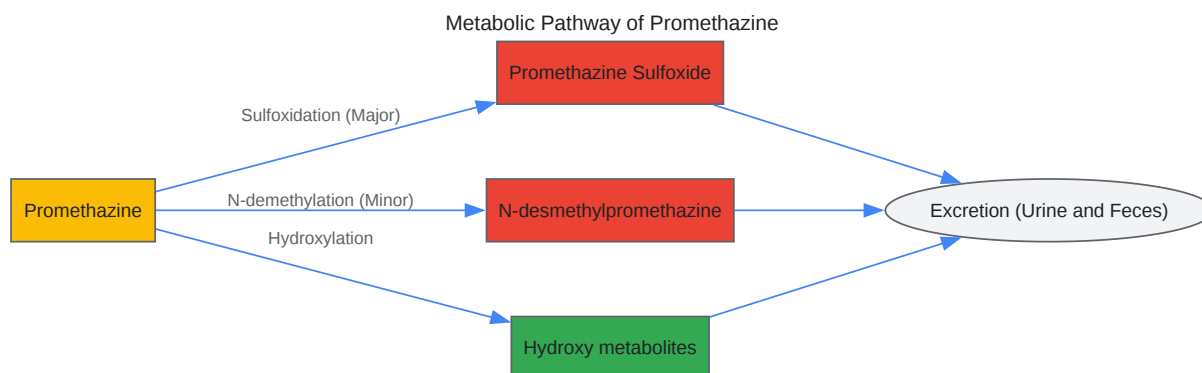 Metabolic Pathway of Promethazine
Promethazine Sulfoxide
Sulfoxidation (Major)
Promethazine
N-demethylation (Minor)
N-desmethylpromethazine
Excretion (Urine and Feces)
Hydroxylation
Hydroxy metabolites